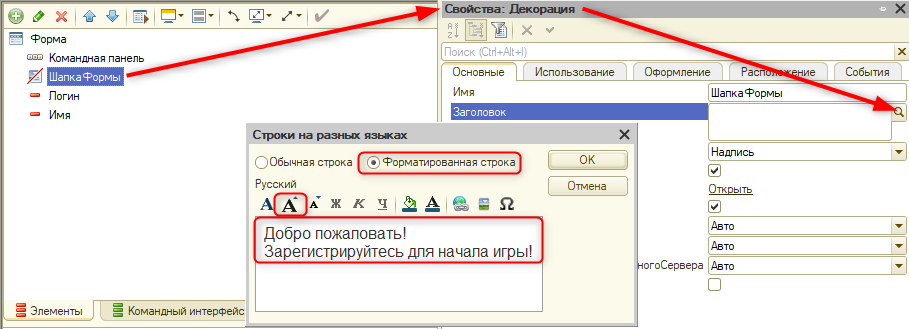 Форма
Командная панель
ШапкаФормы
Логин
Имя
Элементы
Командный интерфейс
Свойства: Декорация
Поиск (Ctrl+Alt+I)
Основные
Использование
Оформление
Расположение
События
Имя
ШапкаФормы
Заголовок
Надпись
Открыть
Авто
Авто
ногоСервера
Авто
Строки на разных языках
Обычная строка
Форматированная строка
OK
Русский
Отмена
А А А Ж К Ч А Ω
Добро пожаловать!
Зарегистрируйтесь для начала игры!